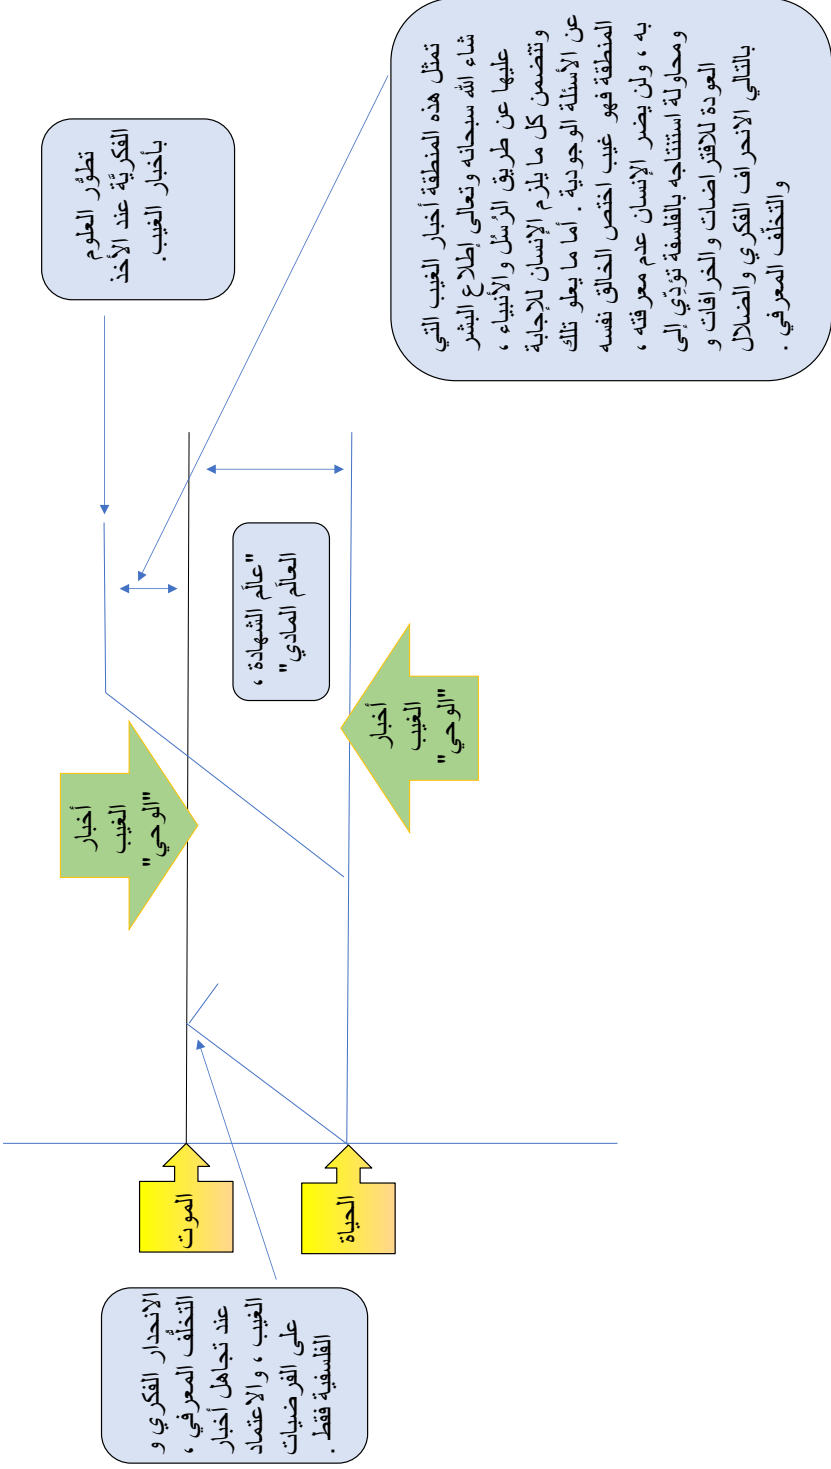 تمثل هذه المنطقة أخبار الغيب التي
شاء الله سبحانه وتعالى إطلاع البشر
عليها عن طريق الرُسُل والأنبياء ،
وتتضمن كل ما يلزم الإنسان للإجابة
عن الأسئلة الوجودية . أما ما يعلو تلك
المنطقة فهو غيب اختص الخالق نفسه
به ، ولن يضر الإنسان عدم معرفته ،
ومحاولة استنتاجه بالفلسفة تؤدّي إلى
العودة للافتراضات والخرافات و
بالتالي الانحراف الفكري والضلال
والتخلّف المعرفي .
تطوُّر العلوم
الفكريَّة عند الأخذ
بأخبار الغيب.
"عالَم الشهادة ،
العالَم المادي"
أخبار
الغيب
"الوحي"
أخبار
الغيب
"الوحي"
الموت
الحياة
الانحدار الفكري و
التخلُّف المعرفي ،
عند تجاهل أخبار
الغيب ، والاعتماد
على الفرضيات
الفلسفية فقط .